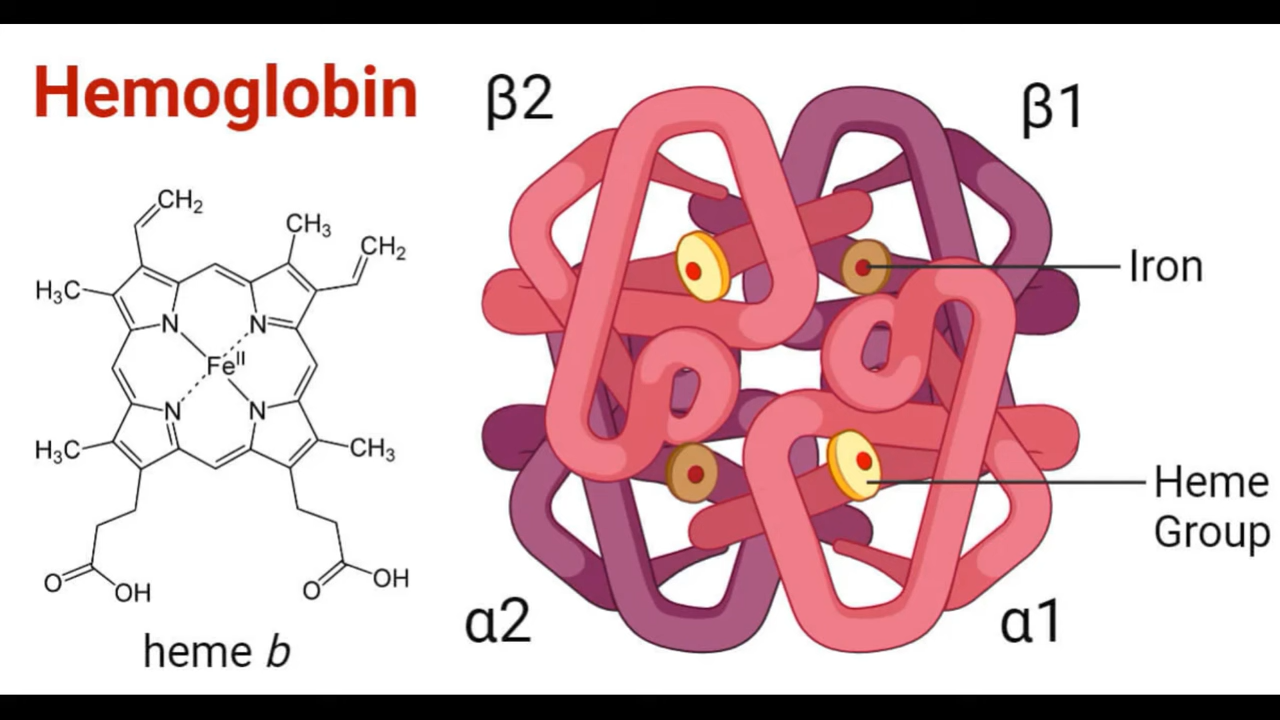 Hemoglobin
CH2
CH3
CH2
H3C
N
N
FeII
N
N
H3C
CH3
O
OH
O
OH
heme b
β2
β1
Iron
Heme
Group
α2
α1